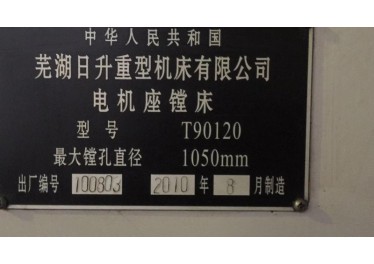 中华人民共和国
芜湖日升重型机床有限公司
电机座镗床
型号 T90120
最大镗孔直径 1050mm
出厂编号 100803 2010 年 8 月制造